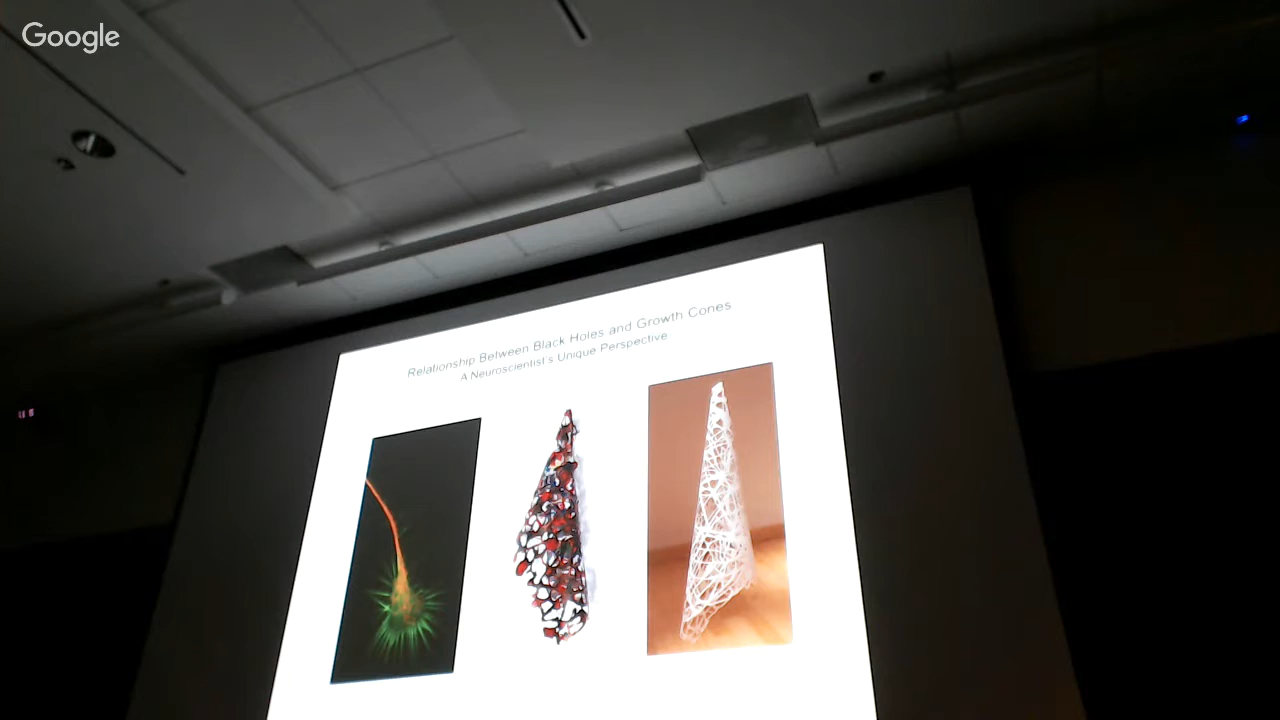 Google
Relationship Between Black Holes and Growth Cones
A Neuroscientist's Unique Perspective